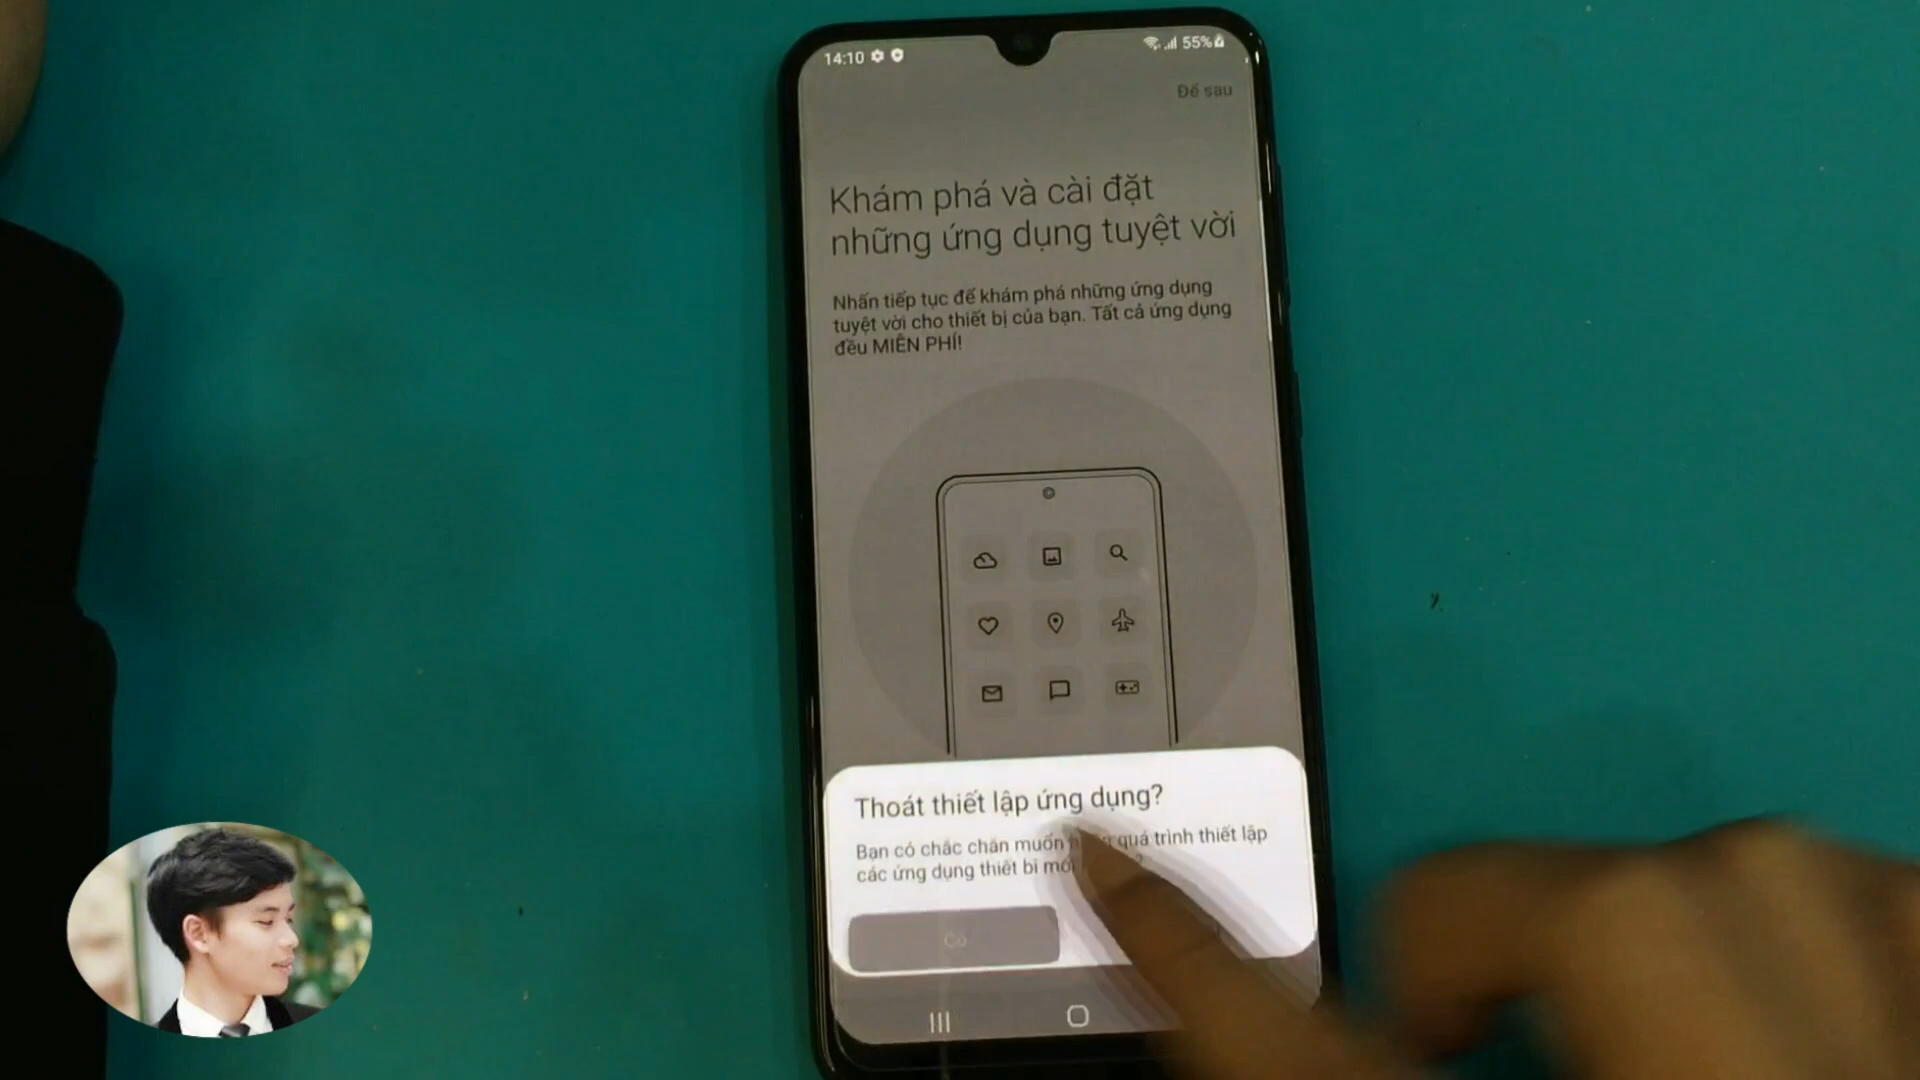 14:10
55%
Để sau
Khám phá và cài đặt
những ứng dụng tuyệt vời
Nhấn tiếp tục để khám phá những ứng dụng
tuyệt vời cho thiết bị của bạn. Tất cả ứng dụng
đều MIỄN PHÍ!
Thoát thiết lập ứng dụng?
Bạn có chắc chắn muốn quá trình thiết lập
các ứng dụng thiết bị mới
Có